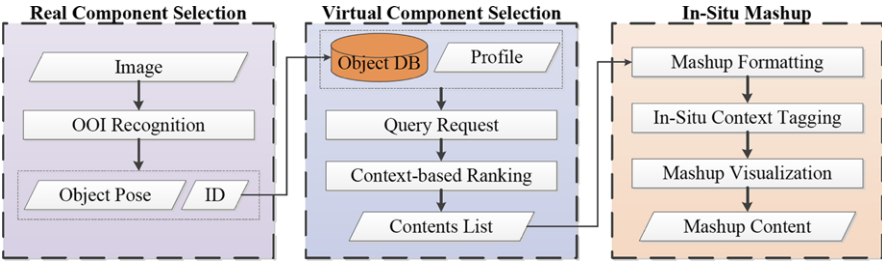 Real Component Selection
Image
OOI Recognition
Object Pose
ID
Virtual Component Selection
Object DB
Profile
Query Request
Context-based Ranking
Contents List
In-Situ Mashup
Mashup Formatting
In-Situ Context Tagging
Mashup Visualization
Mashup Content